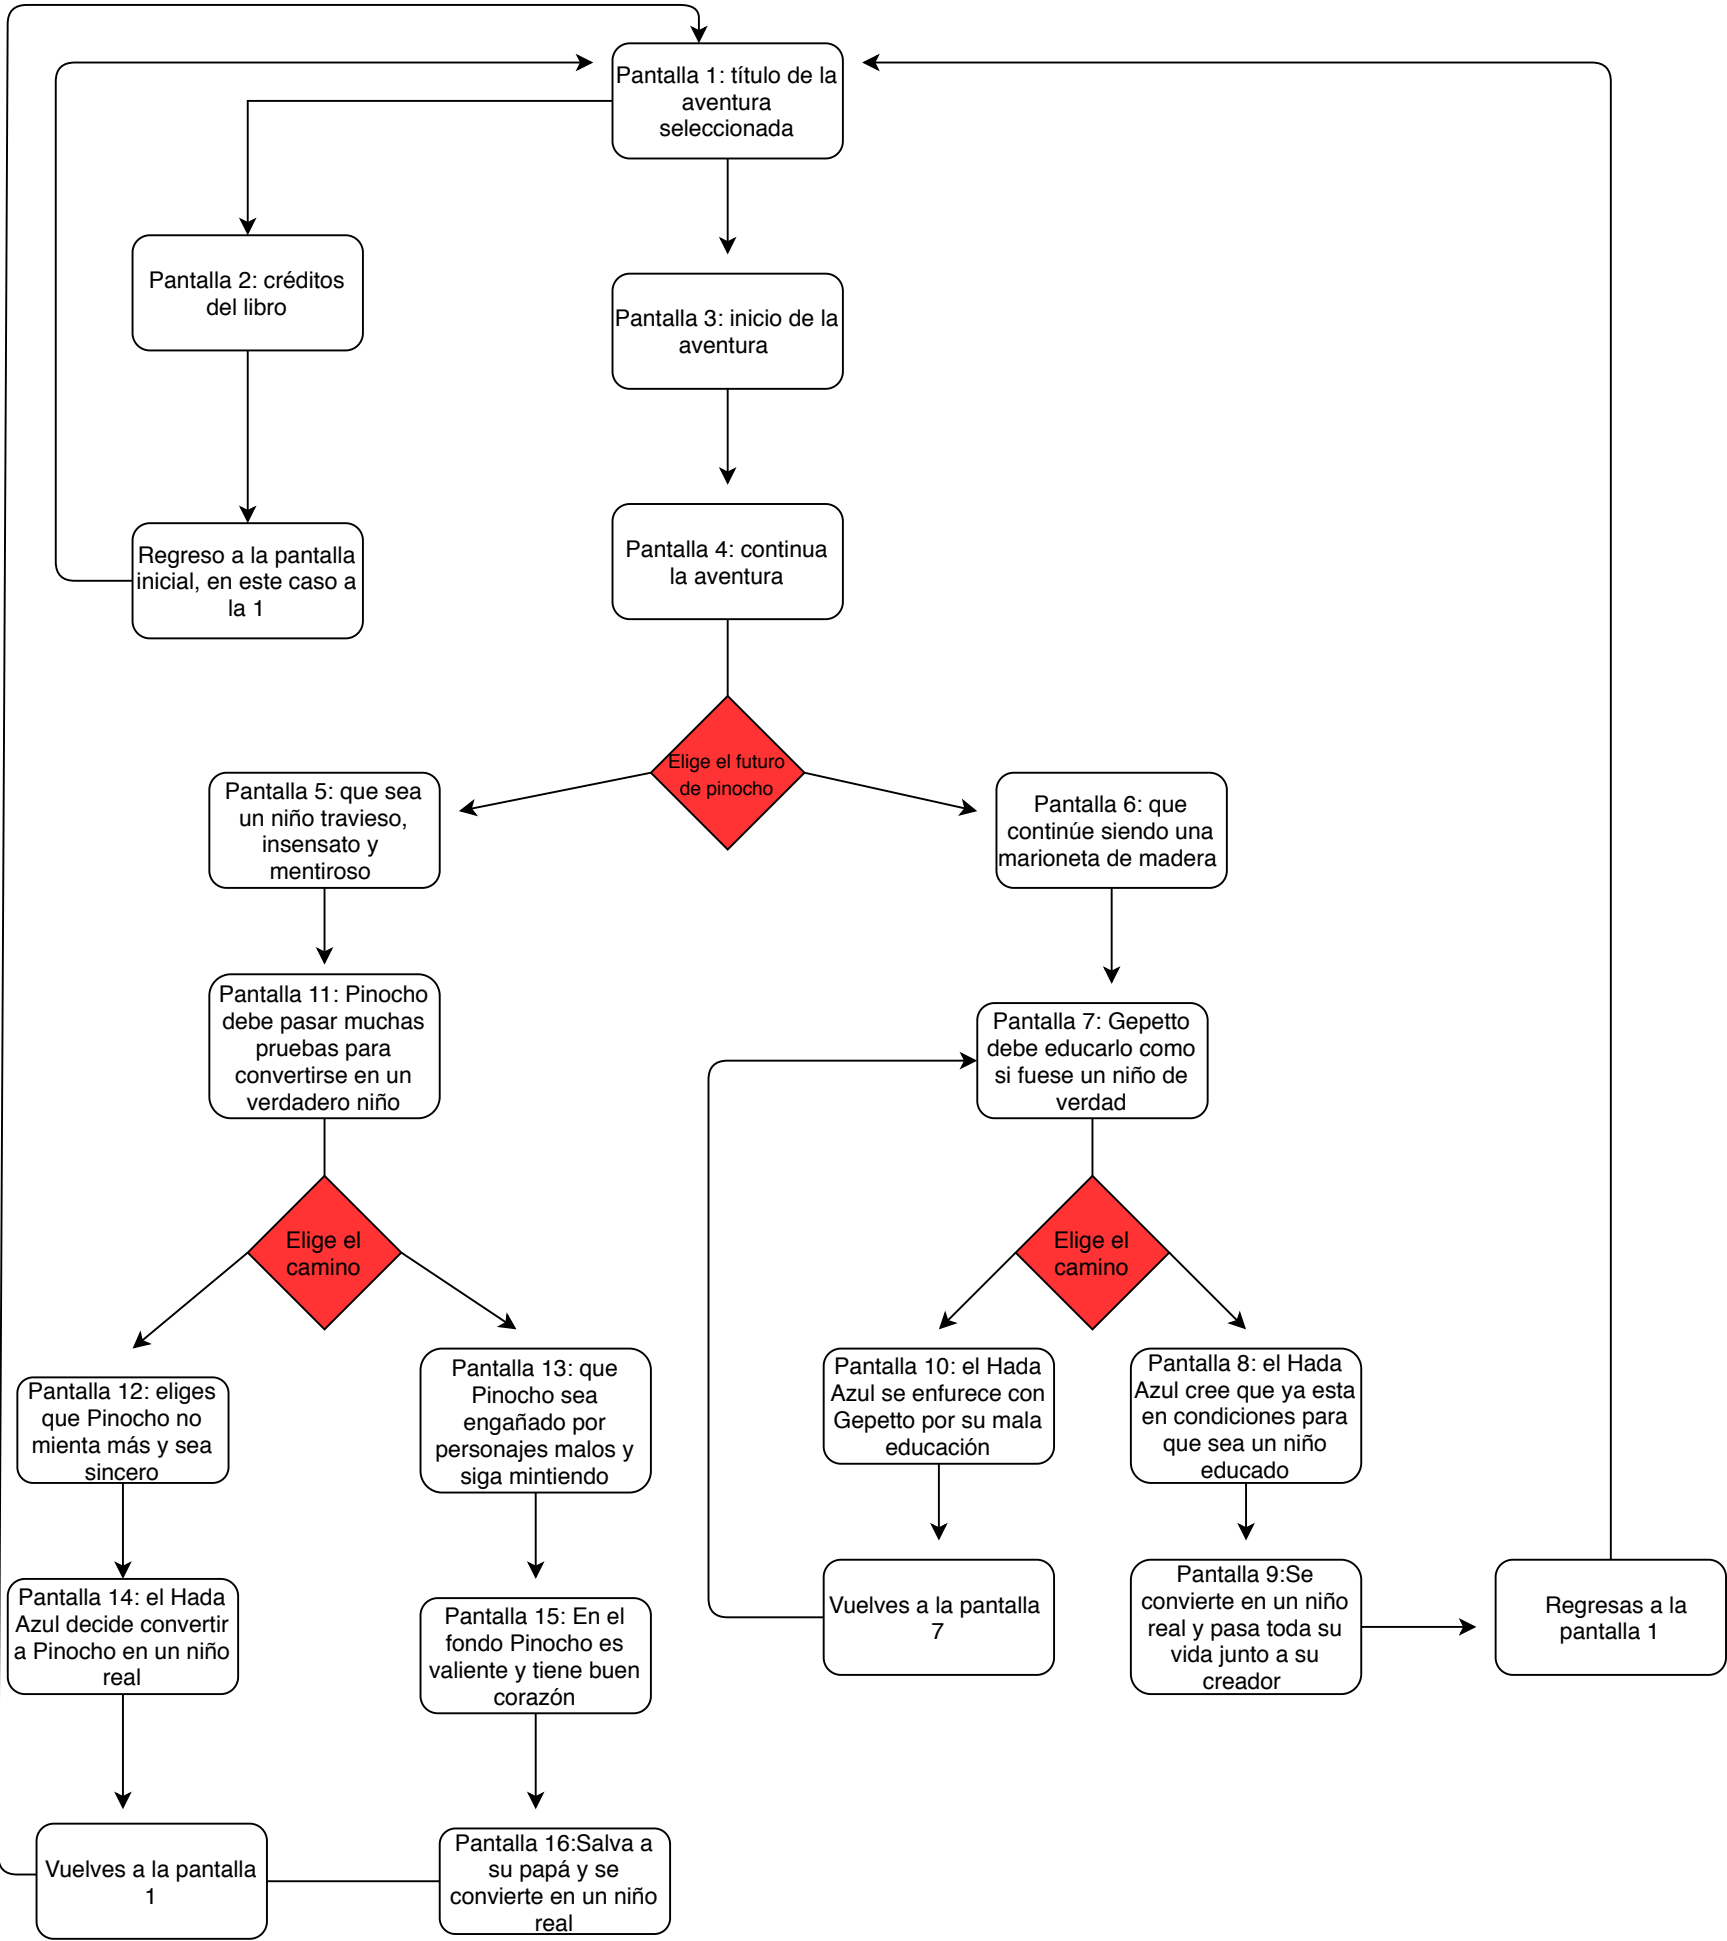 Pantalla 1: título de la
aventura
seleccionada
Pantalla 2: créditos
del libro
Pantalla 3: inicio de la
aventura
Regreso a la pantalla
inicial, en este caso a
la 1
Pantalla 4: continua
la aventura
Elige el futuro
de pinocho
Pantalla 5: que sea
un niño travieso,
insensato y
mentiroso
Pantalla 6: que
continúe siendo una
marioneta de madera
Pantalla 11: Pinocho
debe pasar muchas
pruebas para
convertirse en un
verdadero niño
Pantalla 7: Gepetto
debe educarlo como
si fuese un niño de
verdad
Elige el
camino
Elige el
camino
Pantalla 12: eliges
que Pinocho no
mienta más y sea
sincero
Pantalla 13: que
Pinocho sea
engañado por
personajes malos y
siga mintiendo
Pantalla 10: el Hada
Azul se enfurece con
Gepetto por su mala
educación
Pantalla 8: el Hada
Azul cree que ya esta
en condiciones para
que sea un niño
educado
Pantalla 14: el Hada
Azul decide convertir
a Pinocho en un niño
real
Pantalla 15: En el
fondo Pinocho es
valiente y tiene buen
corazón
Vuelves a la pantalla
7
Pantalla 9:Se
convierte en un niño
real y pasa toda su
vida junto a su
creador
Regresas a la
pantalla 1
Vuelves a la pantalla
1
Pantalla 16:Salva a
su papá y se
convierte en un niño
real